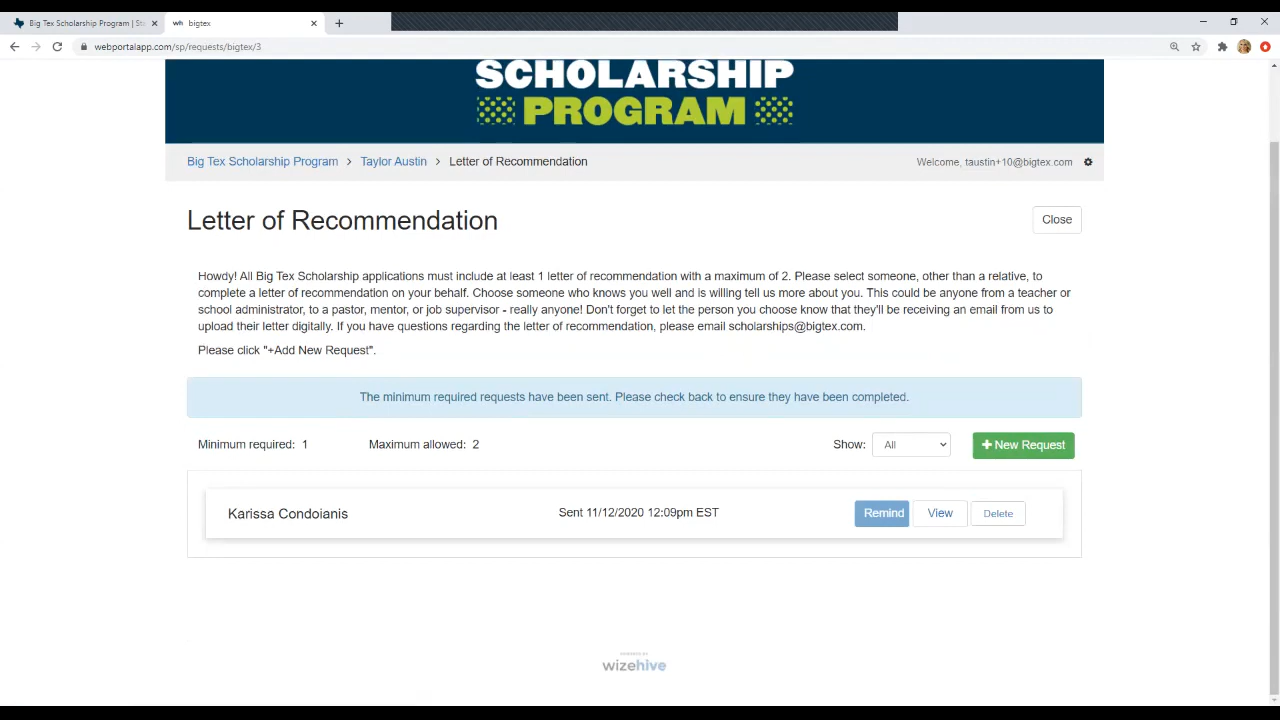 Big Tex Scholarship Program | Sta
wh bigtex
webportalapp.com/sp/requests/bigtex/3
SCHOLARSHIP
PROGRAM
Big Tex Scholarship Program > Taylor Austin > Letter of Recommendation
Welcome, taustin+10@bigtex.com
Letter of Recommendation
Close
Howdy! All Big Tex Scholarship applications must include at least 1 letter of recommendation with a maximum of 2. Please select someone, other than a relative, to
complete a letter of recommendation on your behalf. Choose someone who knows you well and is willing tell us more about you. This could be anyone from a teacher or
school administrator, to a pastor, mentor, or job supervisor - really anyone! Don't forget to let the person you choose know that they'll be receiving an email from us to
upload their letter digitally. If you have questions regarding the letter of recommendation, please email scholarships@bigtex.com.
Please click "+Add New Request".
The minimum required requests have been sent. Please check back to ensure they have been completed.
Minimum required: 1 Maximum allowed: 2 Show: All + New Request
Karissa Condoianis Sent 11/12/2020 12:09pm EST Remind View Delete
POWERED BY
wizehive